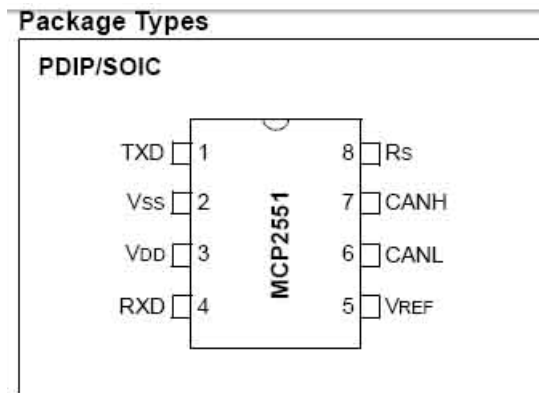 Package Types
PDIP/SOIC
TXD 1 8 RS
VSS 2 7 CANH
VDD 3 6 CANL
RXD 4 5 VREF
MCP2551